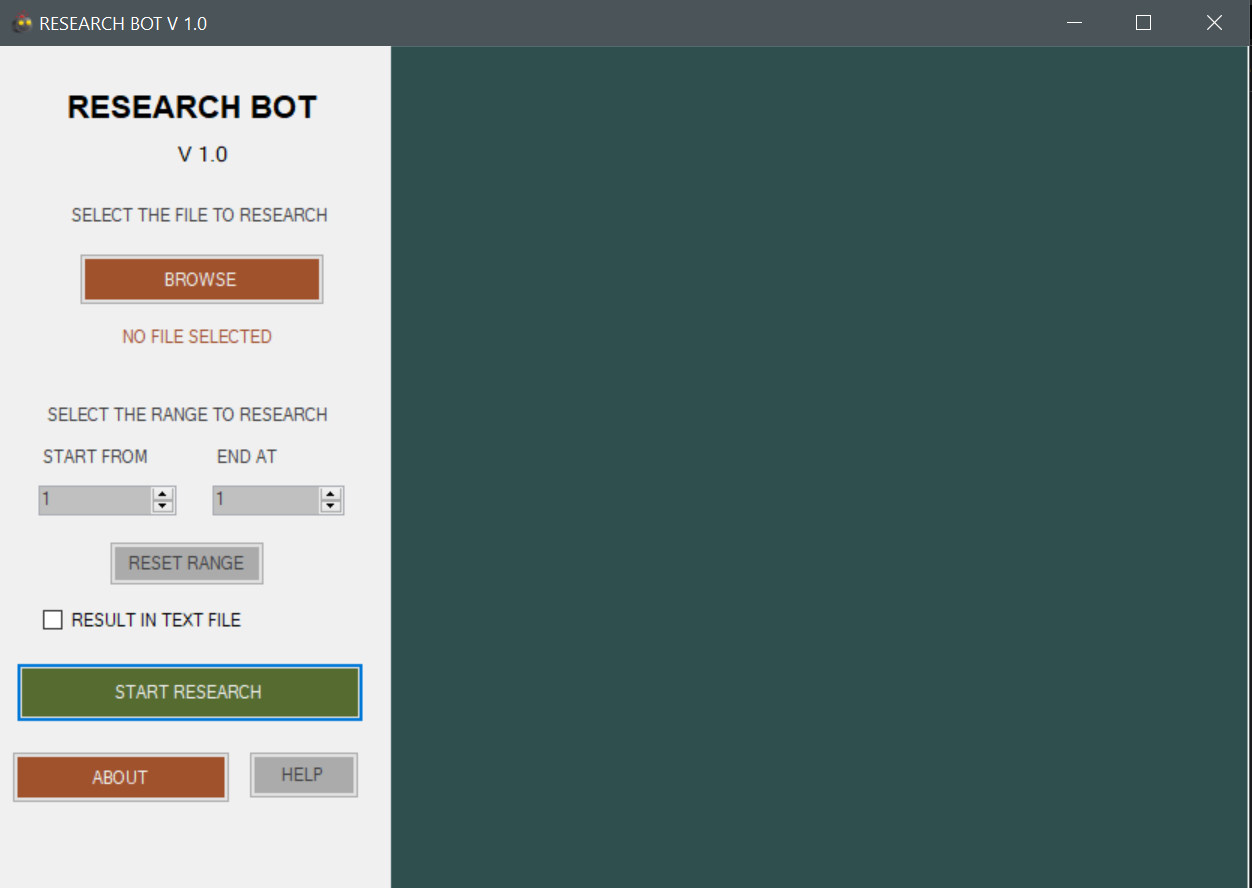 RESEARCH BOT V 1.0
RESEARCH BOT
V 1.0
SELECT THE FILE TO RESEARCH
BROWSE
NO FILE SELECTED
SELECT THE RANGE TO RESEARCH
START FROM END AT
1 1
RESET RANGE
RESULT IN TEXT FILE
START RESEARCH
ABOUT HELP